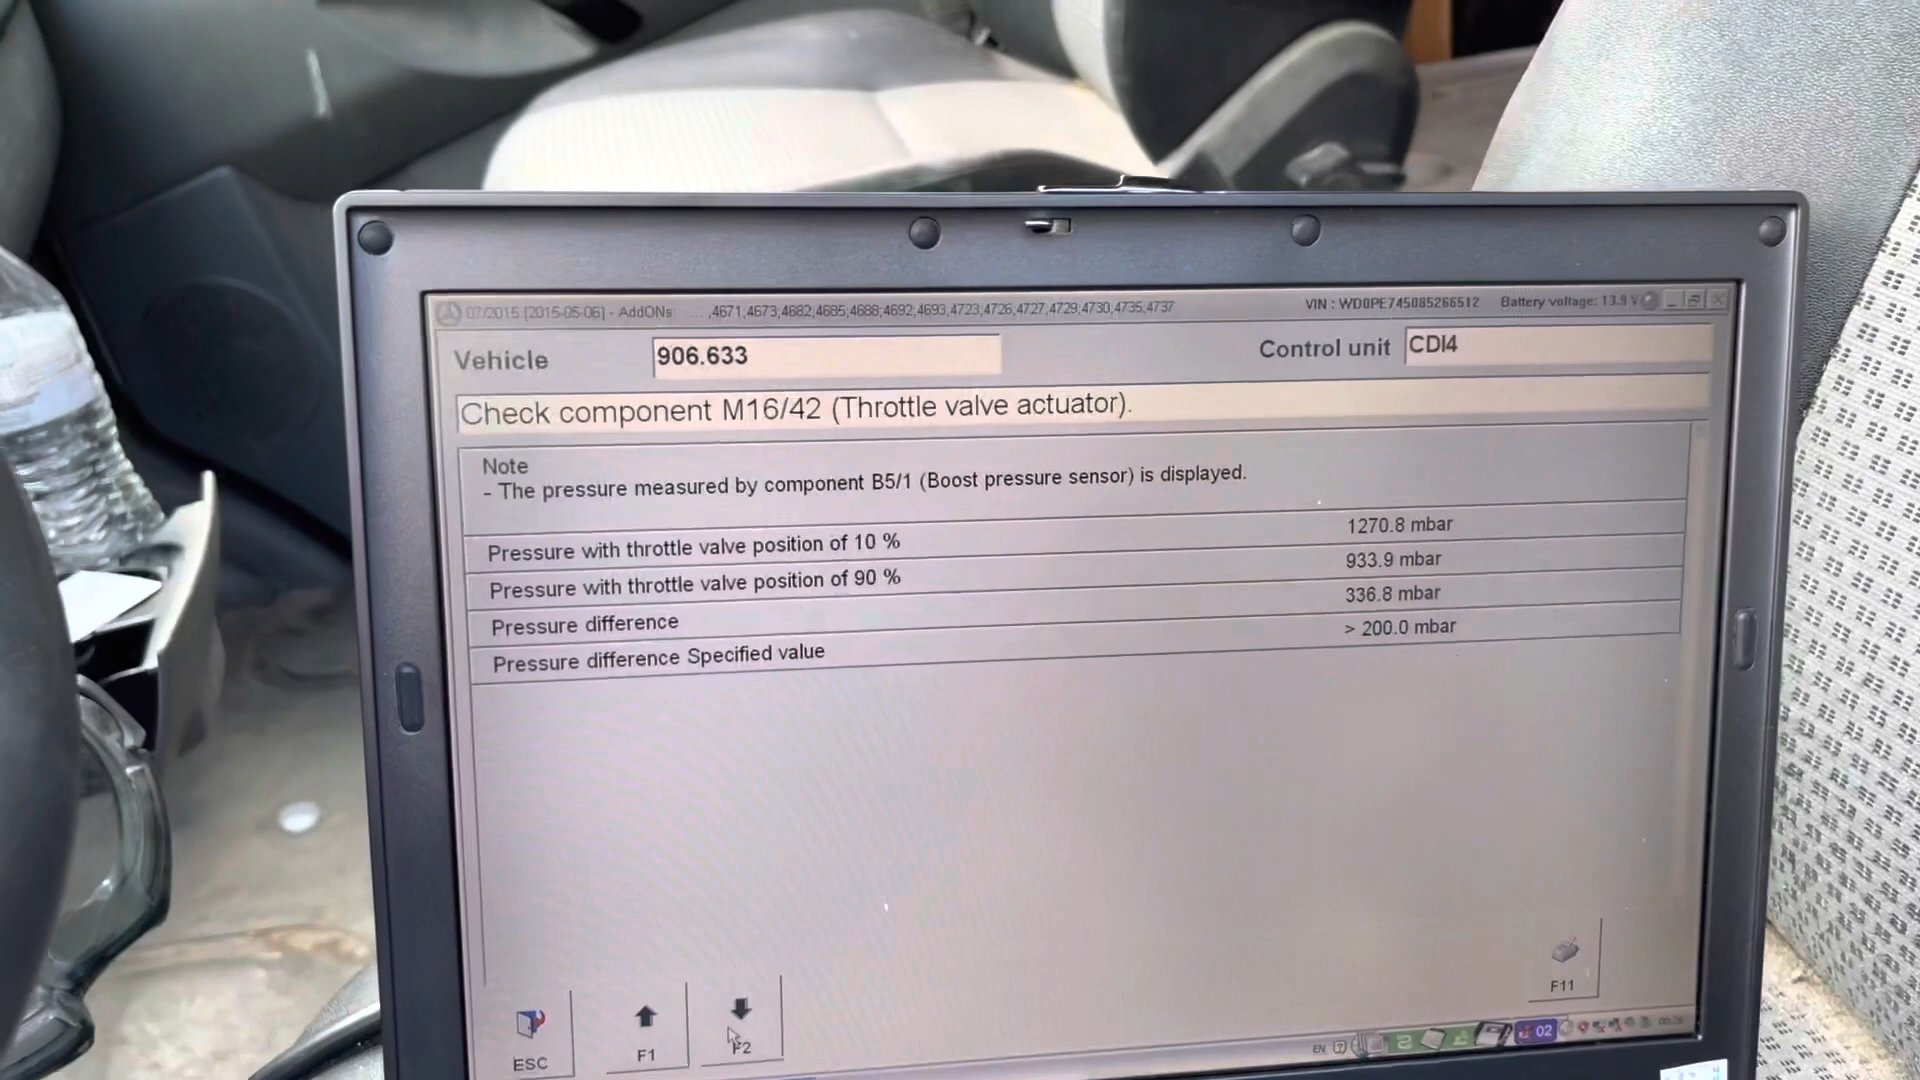 07/2015 [2015-05-06] - AddONs: .... ,4671;4673;4682;4685;4688;4692,4693,4723;4726;4727,4729;4730,4735,4737
VIN : WD0PE745085266512 Battery voltage: 13.9 V
Vehicle 906.633 Control unit CDI4
Check component M16/42 (Throttle valve actuator).
Note
- The pressure measured by component B5/1 (Boost pressure sensor) is displayed.
Pressure with throttle valve position of 10 % 1270.8 mbar
Pressure with throttle valve position of 90 % 933.9 mbar
Pressure difference 336.8 mbar
Pressure difference Specified value > 200.0 mbar
ESC F1 F2 F11
EN 02 00:26